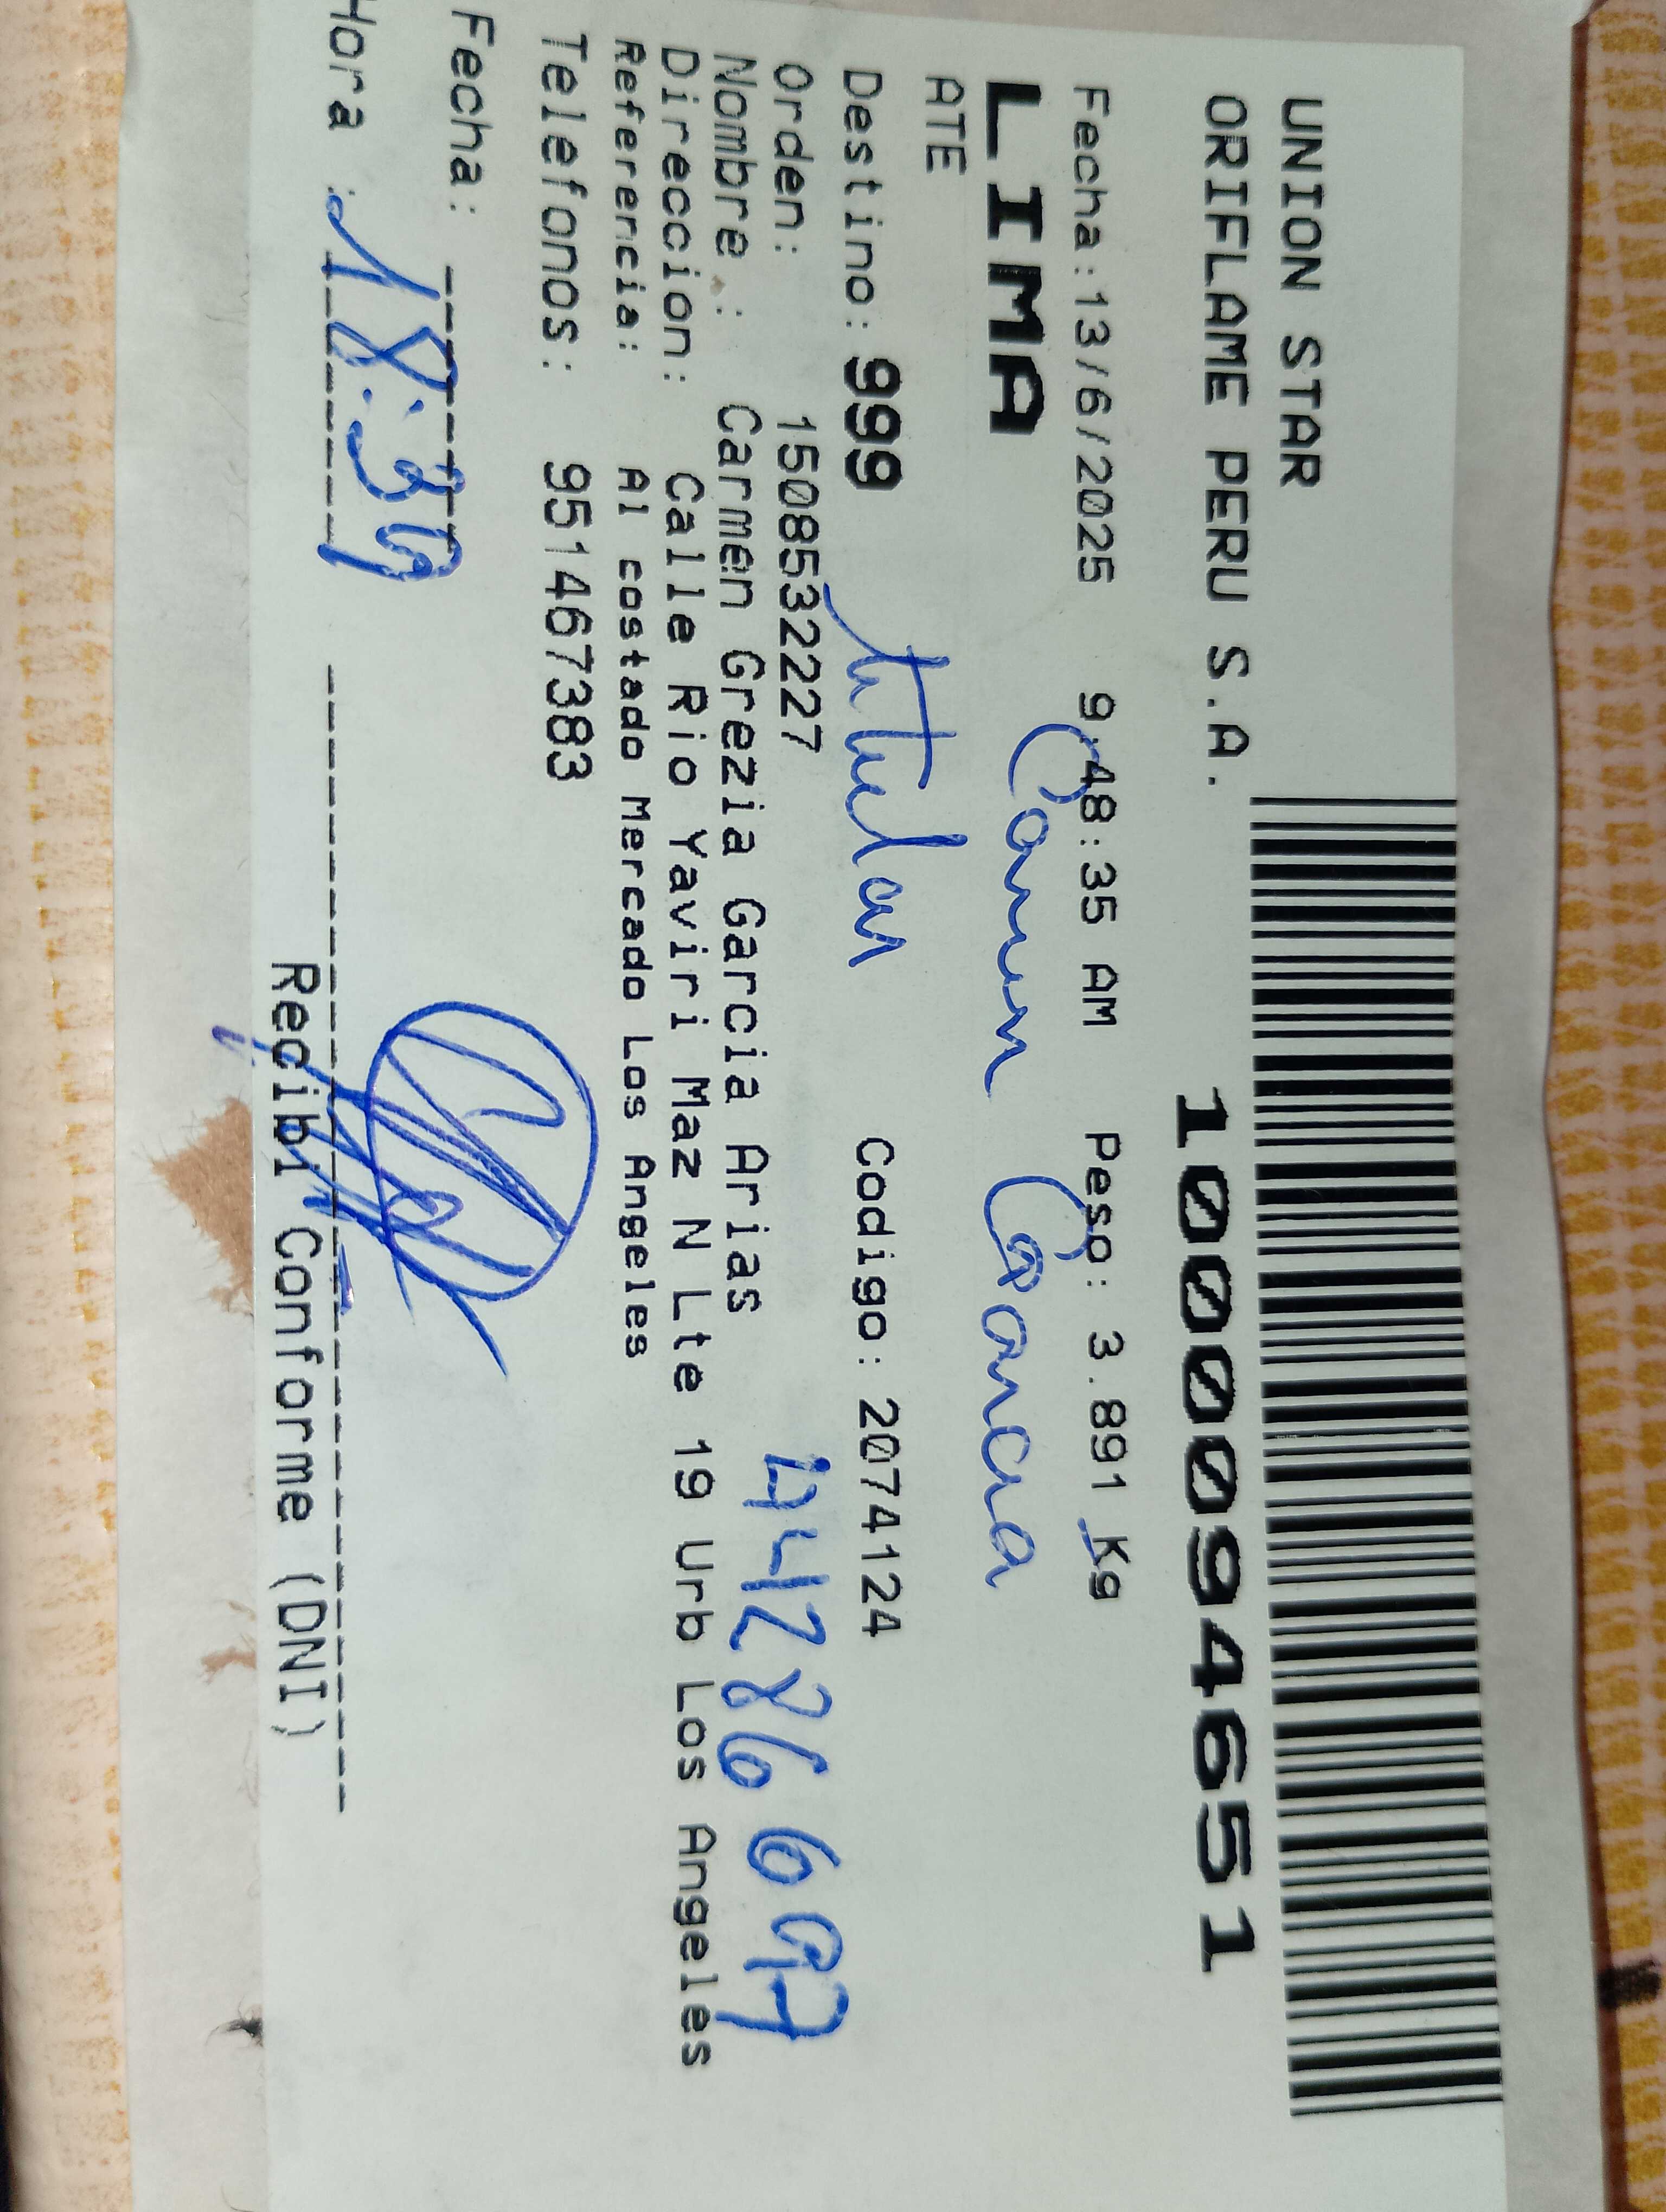 UNION STAR
ORIFLAME PERU S.A.
10000094651
Fecha:13/6/2025 9:48:35 AM Peso: 3.891 Kg
LIMA
Carmen Garcia
ATE
Destino: 999 Codigo: 2074124
titular
Orden: 1508532227
44286697
Nombre : Carmen Grezia Garcia Arias
Direccion: Calle Rio Yaviri Maz N Lte 19 Urb Los Angeles
Referencia: Al costado Mercado Los Angeles
Telefonos: 951467383
Fecha:
Hora : 18:39
Recibi Conforme (DNI)